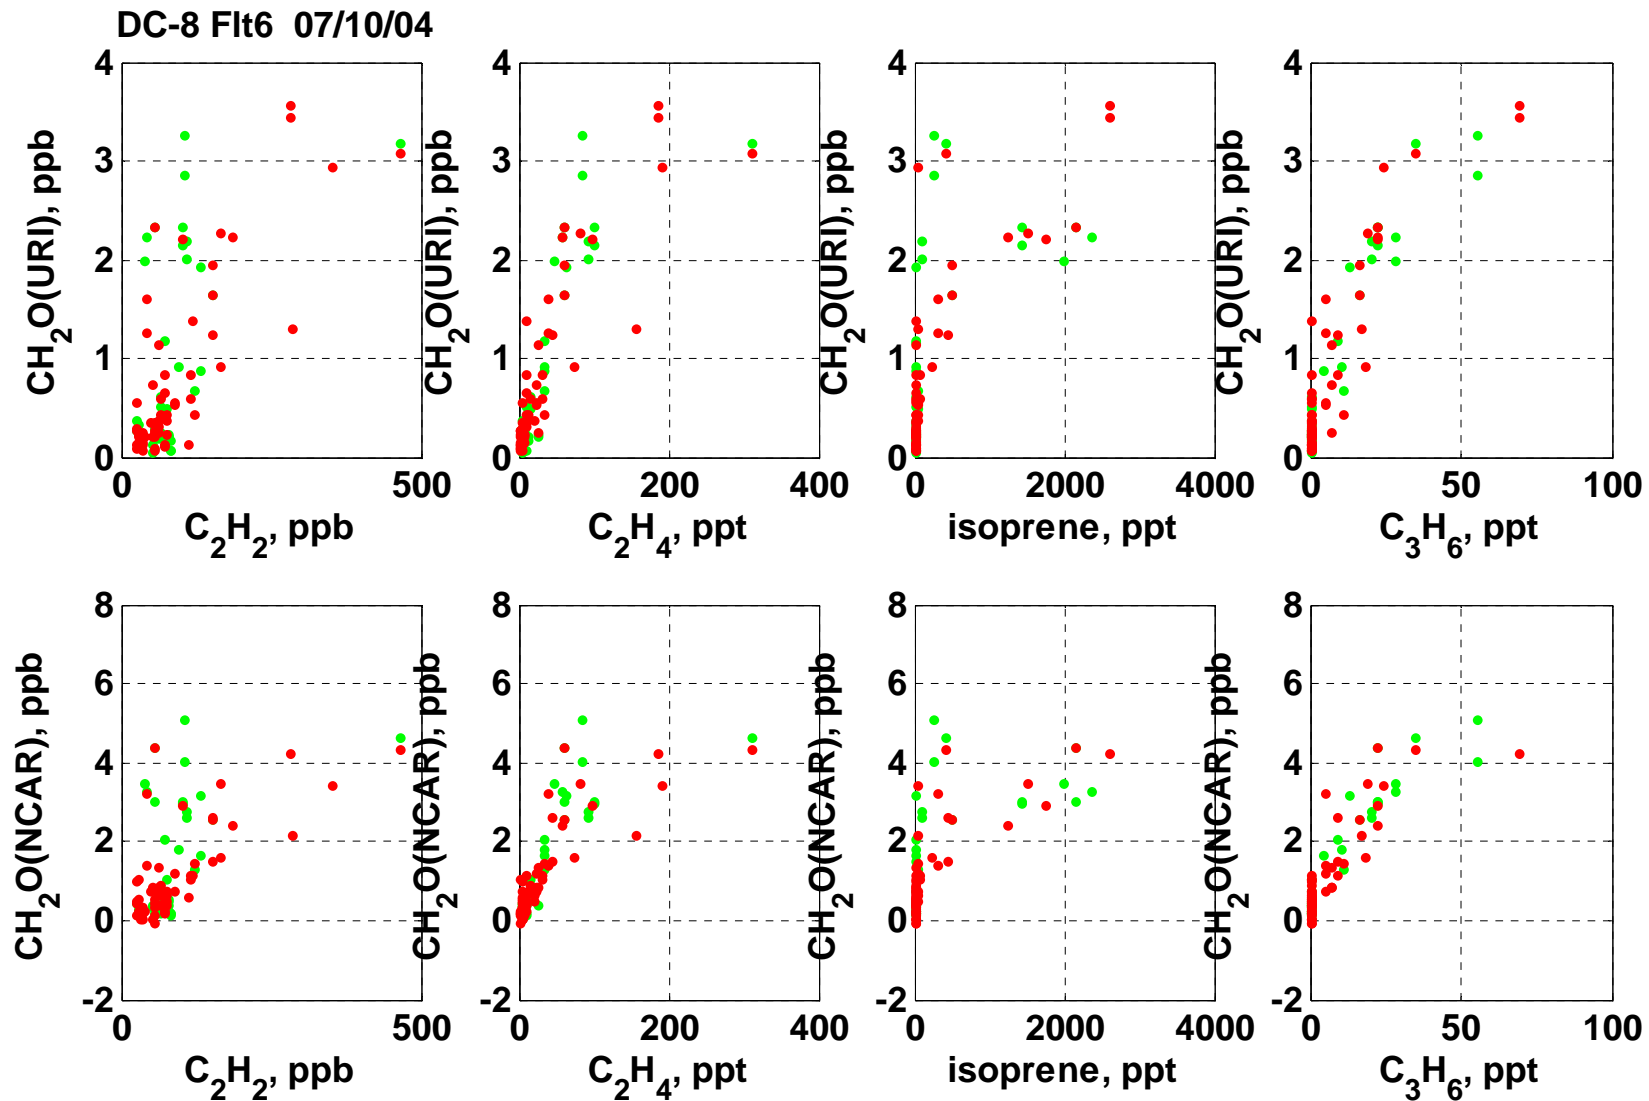 DC-8 Flt6 07/10/04
CH2O(URI), ppb
4
3
2
1
0
0 500
C2H2, ppb
CH2O(URI), ppb
4
3
2
1
0
0 200 400
C2H4, ppt
CH2O(URI), ppb
4
3
2
1
0
0 2000 4000
isoprene, ppt
CH2O(URI), ppb
4
3
2
1
0
0 50 100
C3H6, ppt
CH2O(NCAR), ppb
8
6
4
2
0
-2
0 500
C2H2, ppb
CH2O(NCAR), ppb
8
6
4
2
0
-2
0 200 400
C2H4, ppt
CH2O(NCAR), ppb
8
6
4
2
0
-2
0 2000 4000
isoprene, ppt
CH2O(NCAR), ppb
8
6
4
2
0
-2
0 50 100
C3H6, ppt